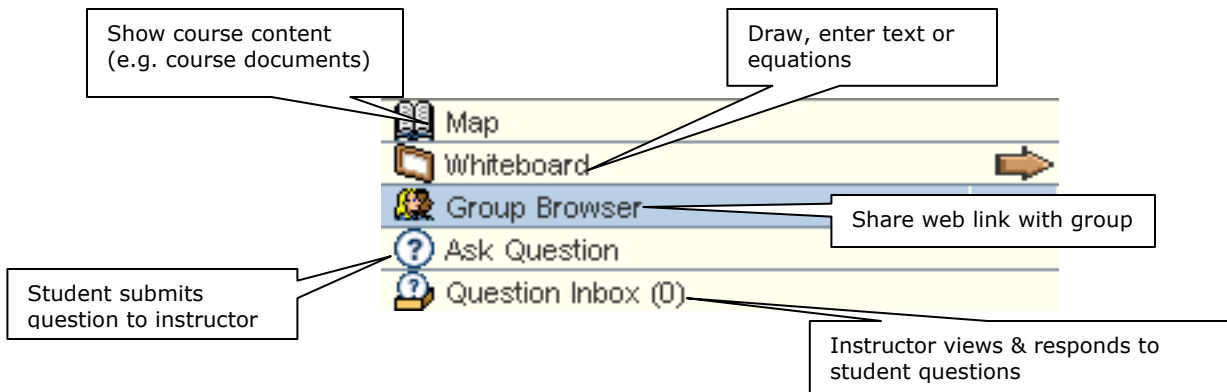 Show course content
(e.g. course documents)
Draw, enter text or
equations
Map
Whiteboard
Group Browser
Share web link with group
Ask Question
Student submits
question to instructor
Question Inbox (0)
Instructor views & responds to
student questions